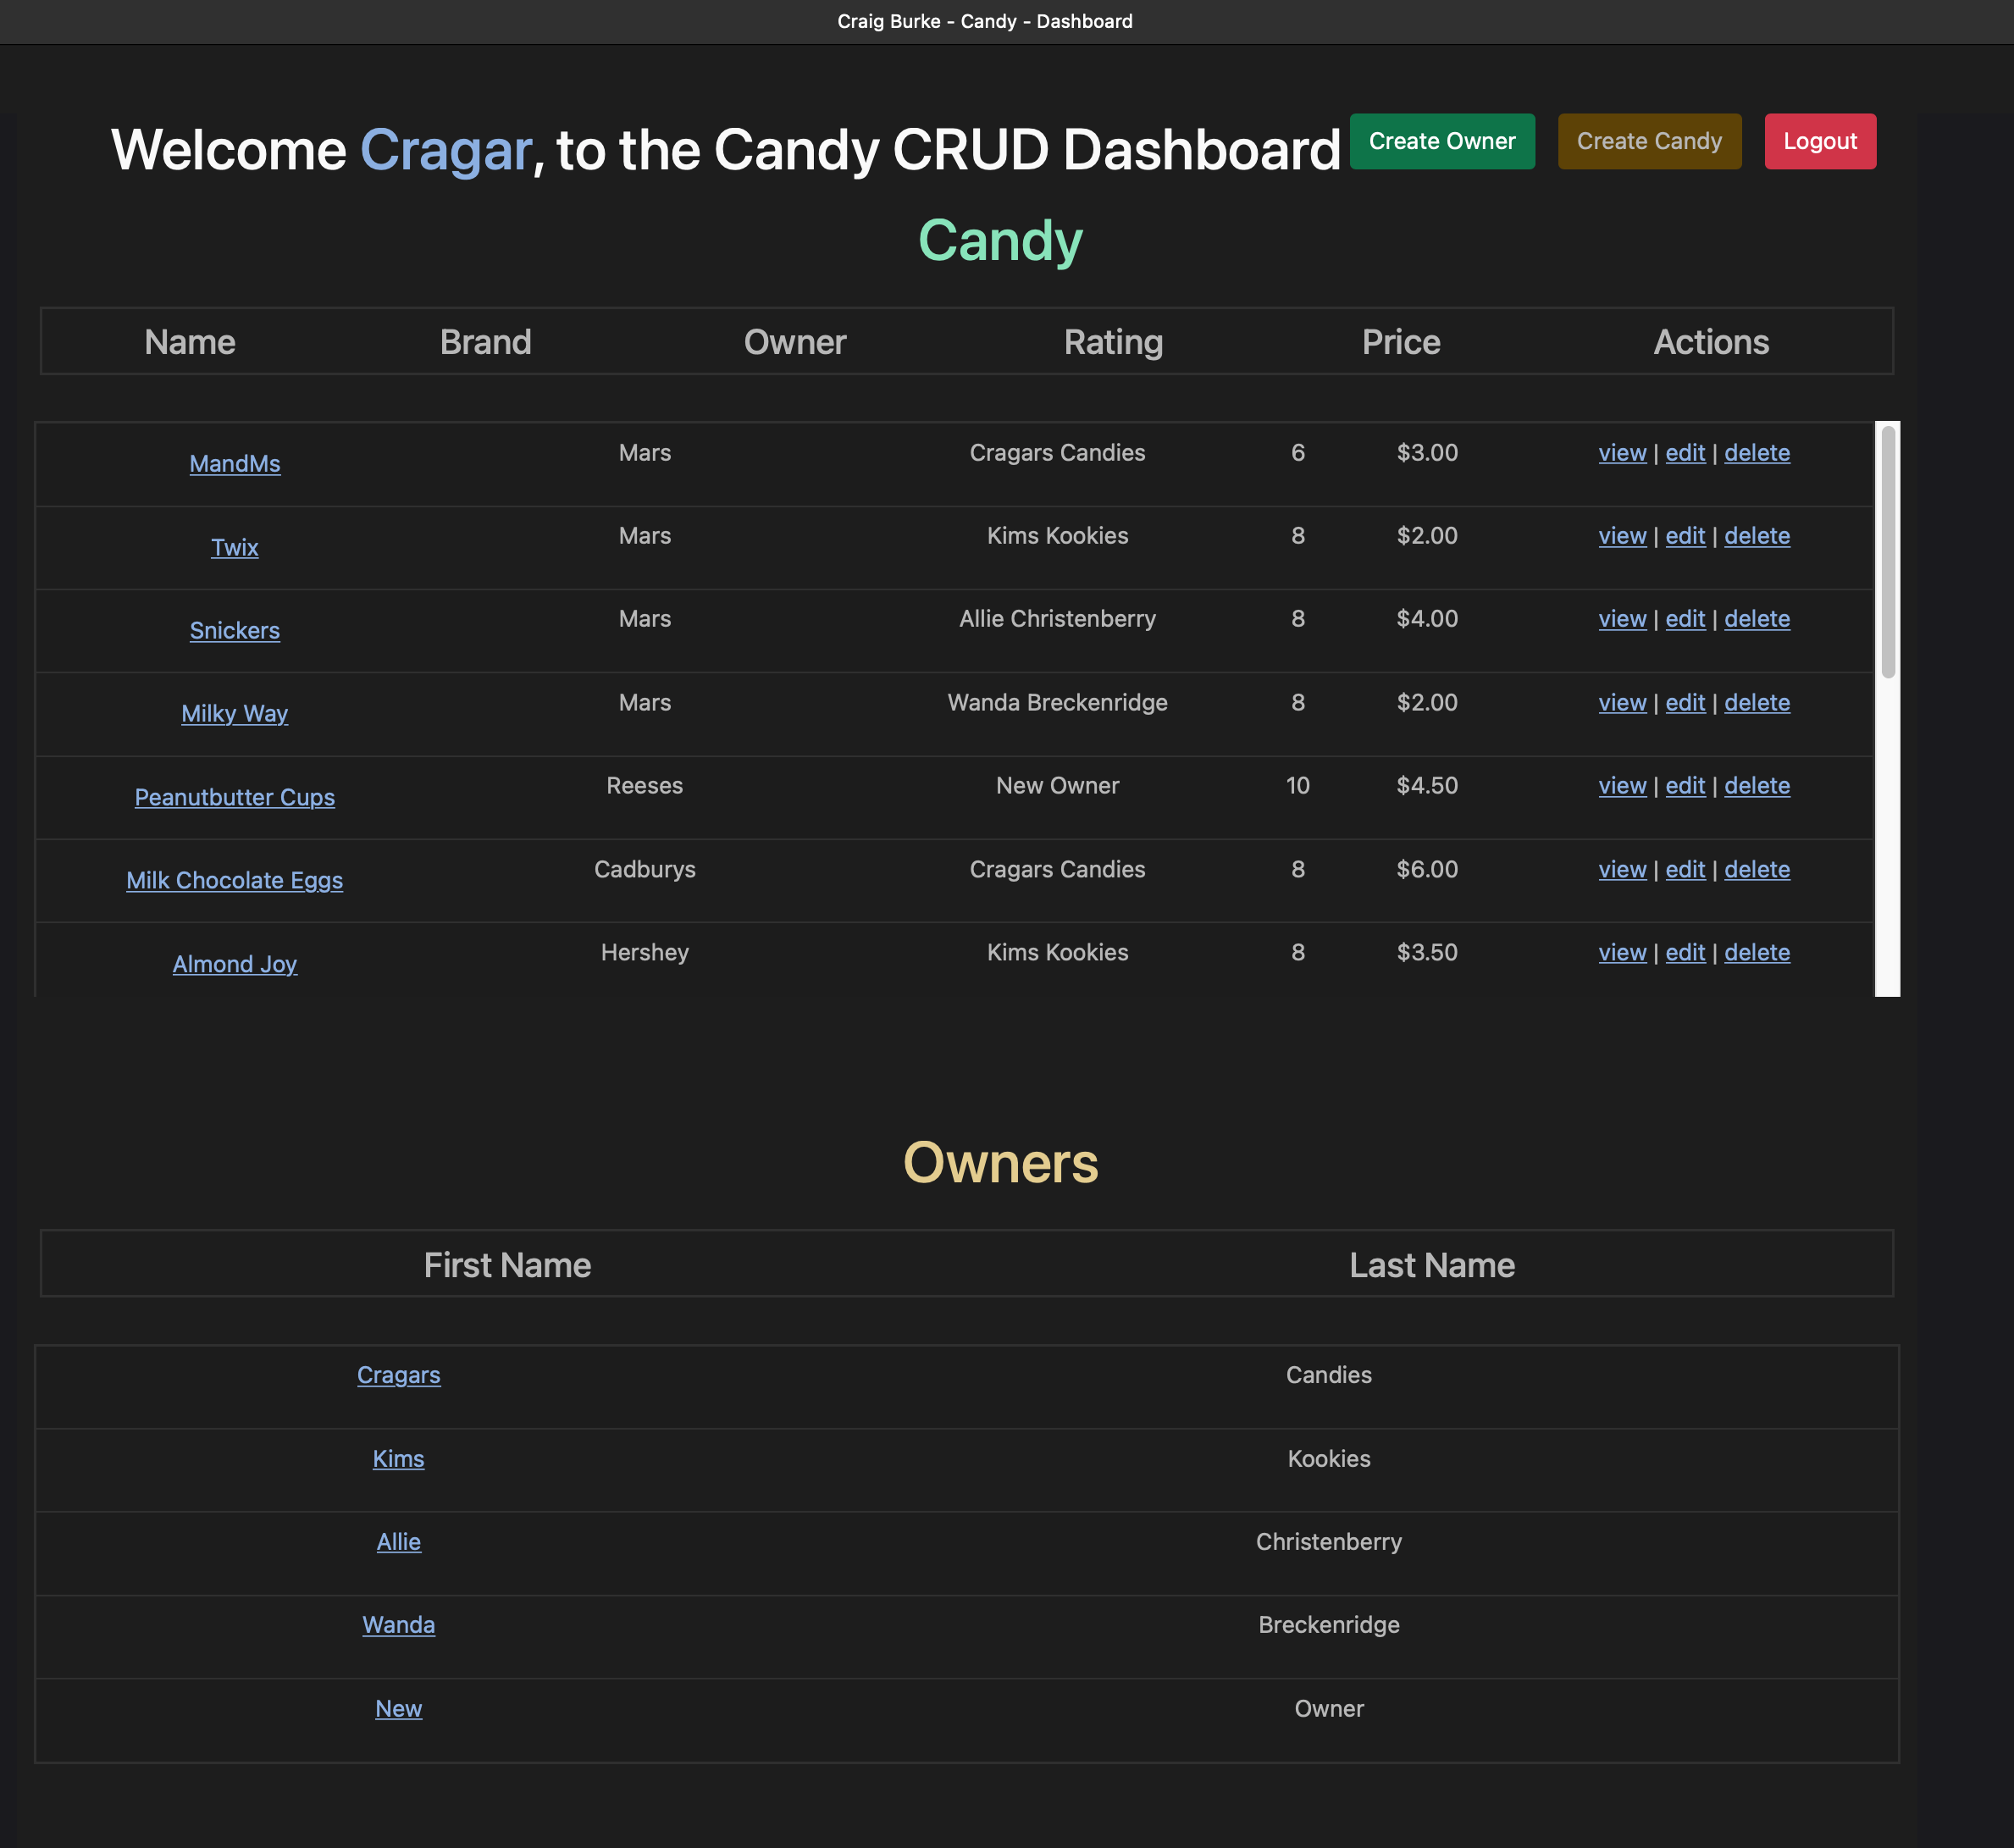 Craig Burke - Candy - Dashboard
Welcome Cragar, to the Candy CRUD Dashboard Create Owner Create Candy Logout
Candy
Name Brand Owner Rating Price Actions
MandMs Mars Cragars Candies 6 $3.00 view | edit | delete
Twix Mars Kims Kookies 8 $2.00 view | edit | delete
Snickers Mars Allie Christenberry 8 $4.00 view | edit | delete
Milky Way Mars Wanda Breckenridge 8 $2.00 view | edit | delete
Peanutbutter Cups Reeses New Owner 10 $4.50 view | edit | delete
Milk Chocolate Eggs Cadburys Cragars Candies 8 $6.00 view | edit | delete
Almond Joy Hershey Kims Kookies 8 $3.50 view | edit | delete
Owners
First Name Last Name
Cragars Candies
Kims Kookies
Allie Christenberry
Wanda Breckenridge
New Owner